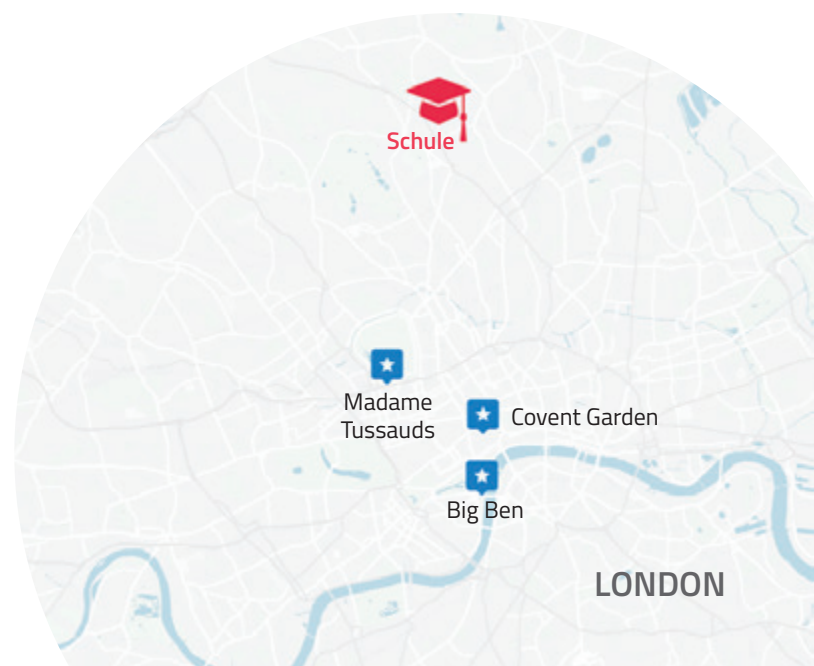 Schule
Madame
Tussauds
Covent Garden
Big Ben
LONDON